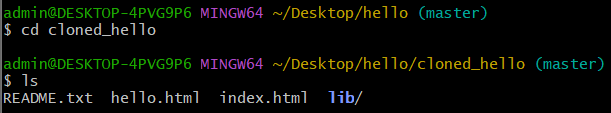 admin@DESKTOP-4PVG9P6 MINGW64 ~/Desktop/hello (master)
$ cd cloned_hello
admin@DESKTOP-4PVG9P6 MINGW64 ~/Desktop/hello/cloned_hello (master)
$ ls
README.txt  hello.html  index.html  lib/